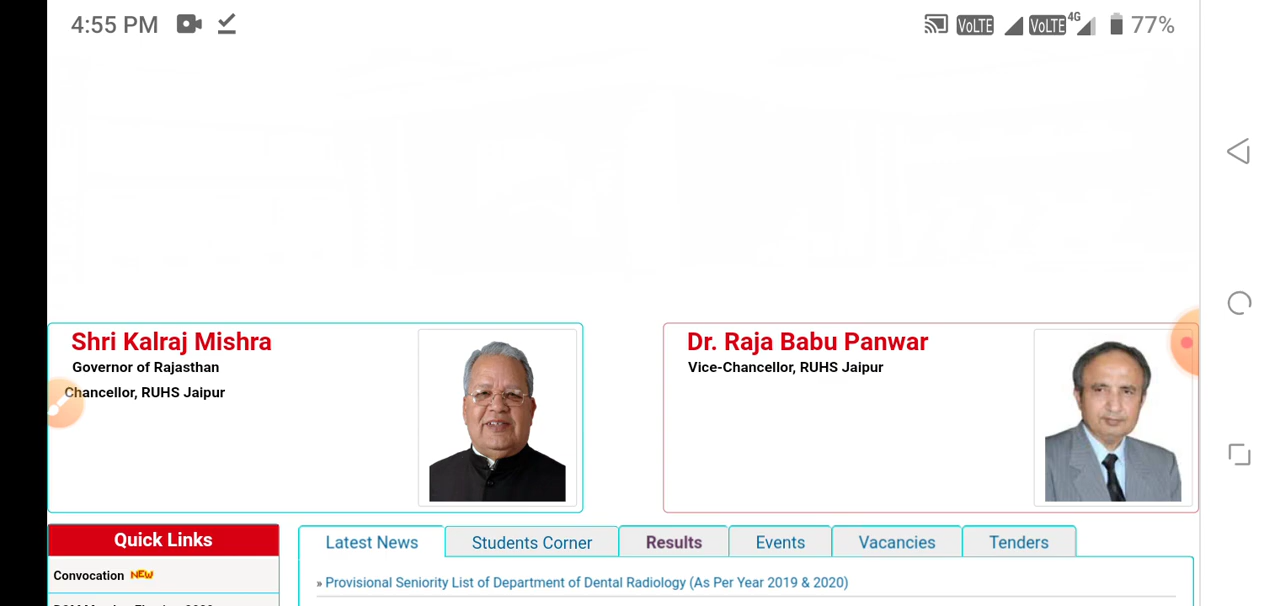 4:55 PM
VoLTE VoLTE 4G 77%
Shri Kalraj Mishra
Governor of Rajasthan
Chancellor, RUHS Jaipur
Dr. Raja Babu Panwar
Vice-Chancellor, RUHS Jaipur
Quick Links
Convocation NEW
Latest News Students Corner Results Events Vacancies Tenders
» Provisional Seniority List of Department of Dental Radiology (As Per Year 2019 & 2020)